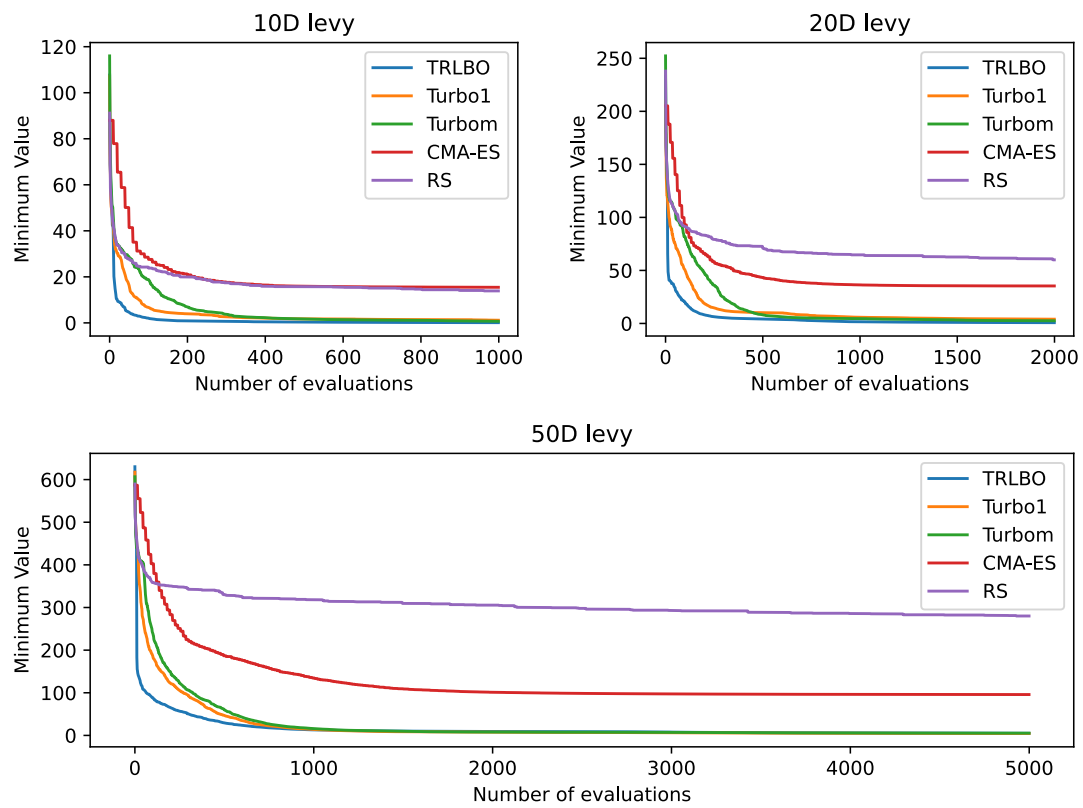 10D levy
Minimum Value
120
100
80
60
40
20
0
0 200 400 600 800 1000
Number of evaluations
TRLBO
Turbo1
Turbom
CMA-ES
RS
20D levy
Minimum Value
250
200
150
100
50
0
0 500 1000 1500 2000
Number of evaluations
TRLBO
Turbo1
Turbom
CMA-ES
RS
50D levy
Minimum Value
600
500
400
300
200
100
0
0 1000 2000 3000 4000 5000
Number of evaluations
TRLBO
Turbo1
Turbom
CMA-ES
RS